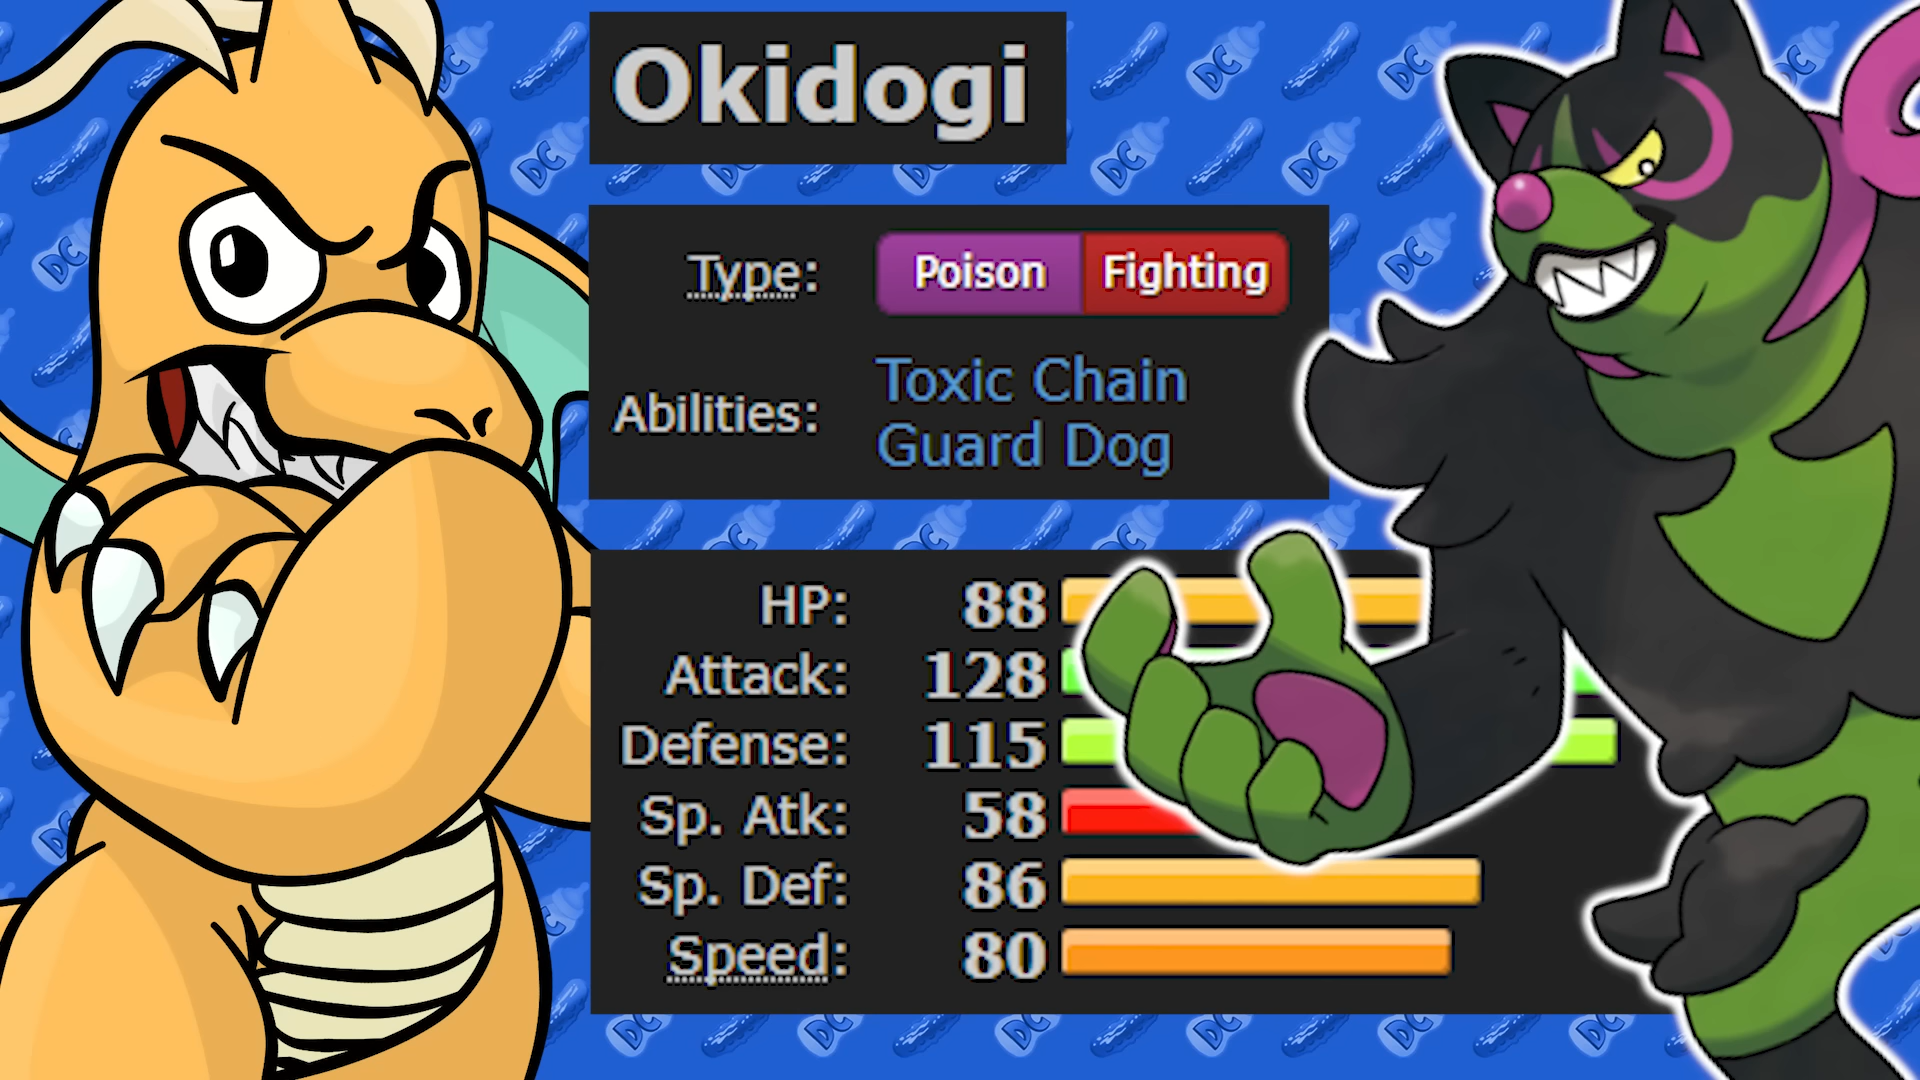 Okidogi
Type: Poison Fighting
Abilities: Toxic Chain
Guard Dog
HP: 88
Attack: 128
Defense: 115
Sp. Atk: 58
Sp. Def: 86
Speed: 80
DC